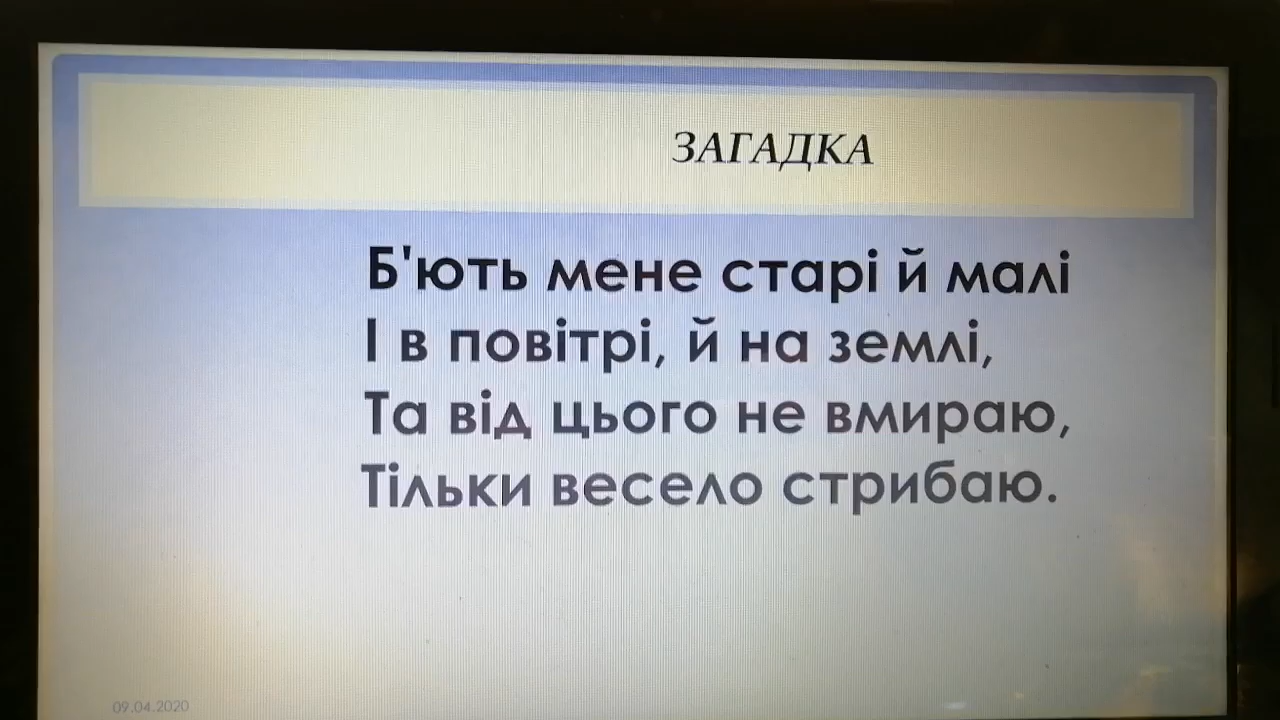 ЗАГАДКА
Б'ють мене старі й малі
І в повітрі, й на землі,
Та від цього не вмираю,
Тільки весело стрибаю.
09.04.2020